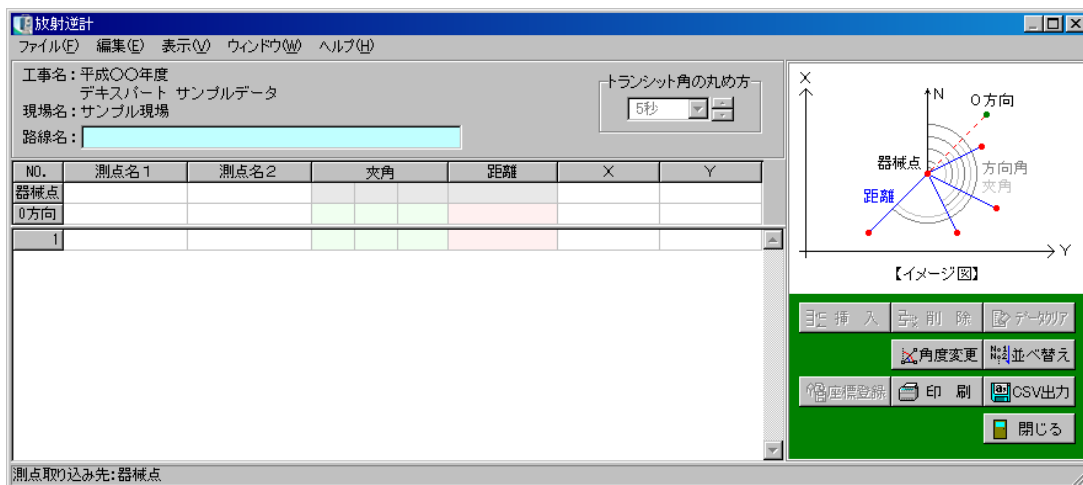 放射逆計
ファイル(F) 編集(E) 表示(V) ウィンドウ(W) ヘルプ(H)
工事名:平成〇〇年度
デキスパート サンプルデータ
現場名:サンプル現場
路線名:
トランシット角の丸め方
5秒
NO. 測点名1 測点名2 夾角 距離 X Y
器械点
0方向
1
X
N
0方向
器械点
方向角
夾角
距離
Y
【イメージ図】
挿 入 削 除 データクリア
角度変更 並べ替え
座標登録 印 刷 CSV出力
閉じる
測点取り込み先:器械点